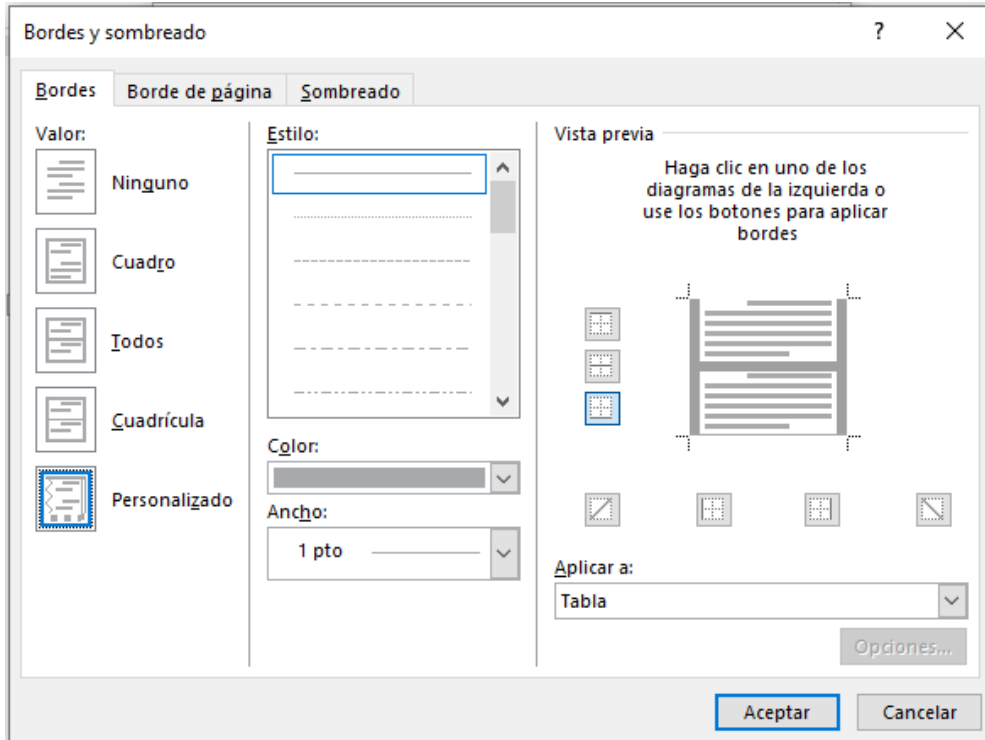 Bordes y sombreado
?
Bordes
Borde de página
Sombreado
Valor:
Ninguno
Cuadro
Todos
Cuadrícula
Personalizado
Estilo:
Color:
Ancho:
1 pto
Vista previa
Haga clic en uno de los
diagramas de la izquierda o
use los botones para aplicar
bordes
Aplicar a:
Tabla
Opciones...
Aceptar
Cancelar